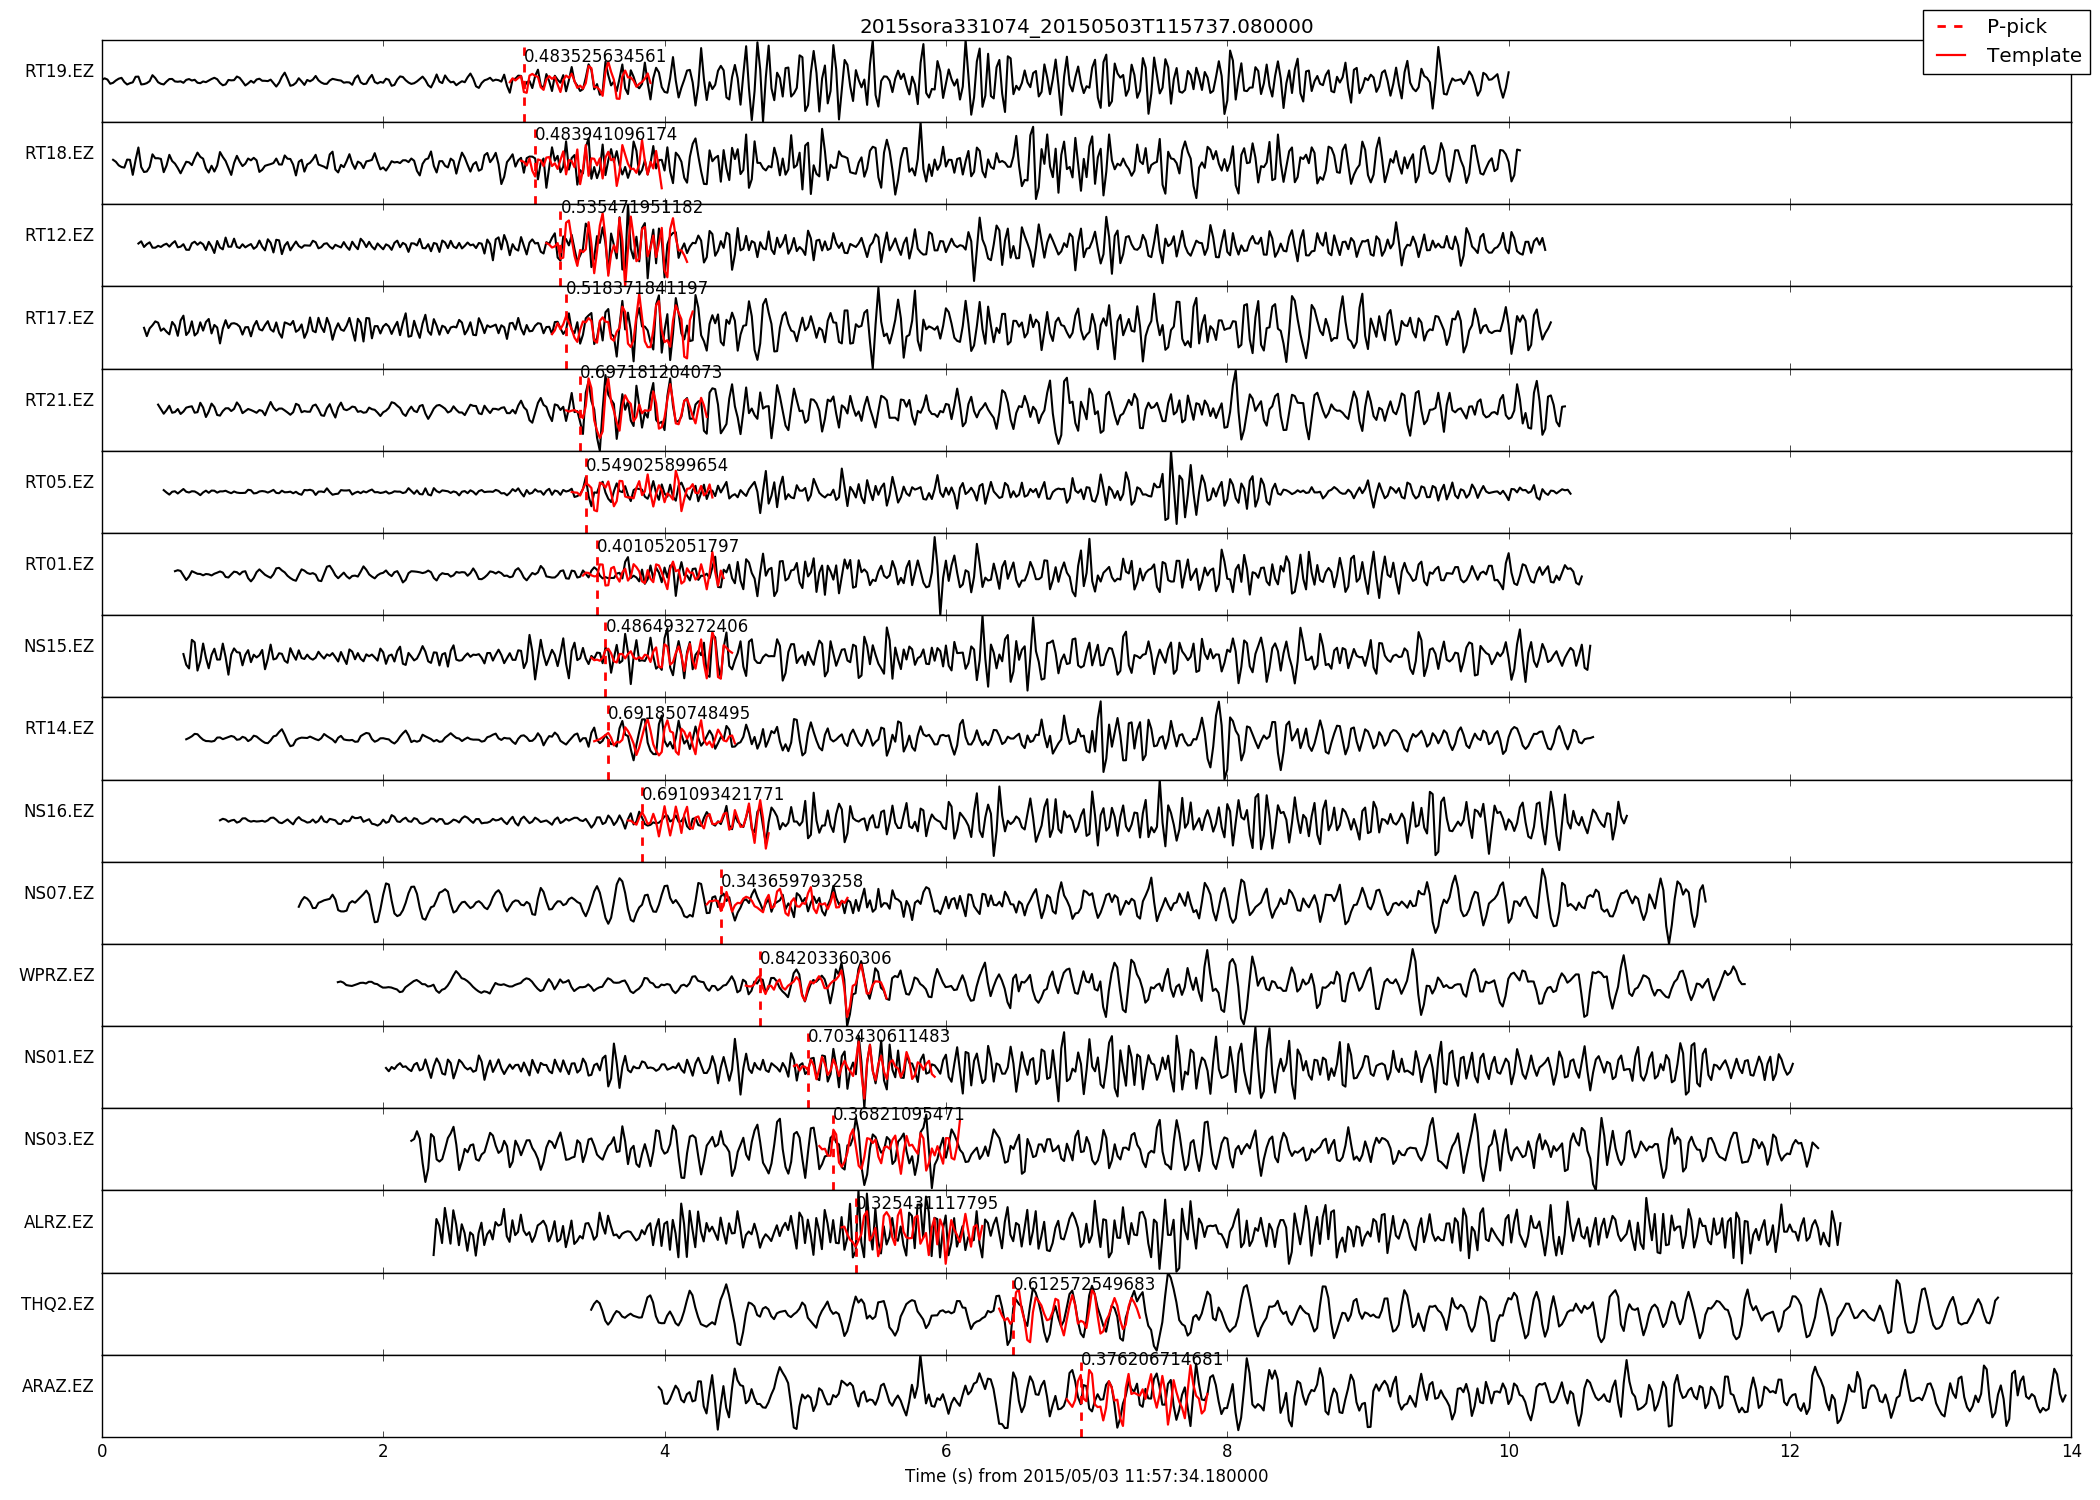 2015sora331074_20150503T115737.080000
P-pick
Template
RT19.EZ
0.483525634561
RT18.EZ
0.483941096174
RT12.EZ
0.535471951182
RT17.EZ
0.518371841197
RT21.EZ
0.697181204073
RT05.EZ
0.549025899654
RT01.EZ
0.401052051797
NS15.EZ
0.486493272406
RT14.EZ
0.691850748495
NS16.EZ
0.691093421771
NS07.EZ
0.343659793258
WPRZ.EZ
0.84203360306
NS01.EZ
0.703430611483
NS03.EZ
0.36821095471
ALRZ.EZ
0.325431117795
THQ2.EZ
0.612572549683
ARAZ.EZ
0.376206714681
0 2 4 6 8 10 12 14
Time (s) from 2015/05/03 11:57:34.180000